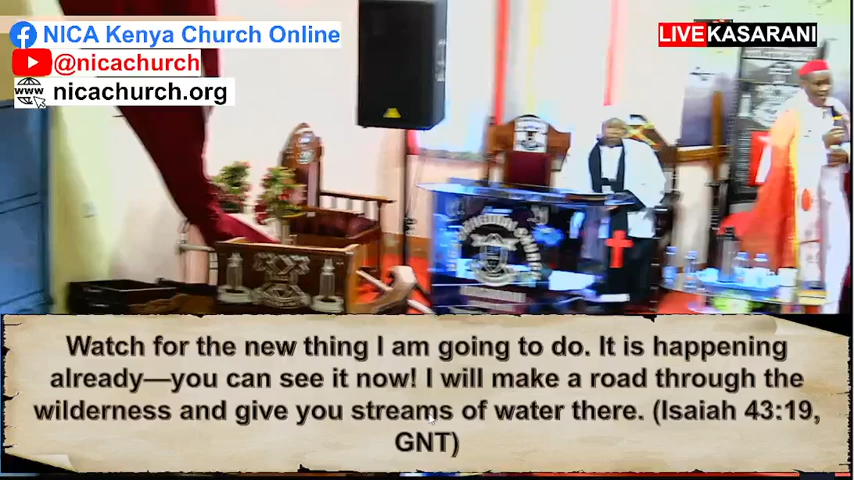 NICA Kenya Church Online
@nicachurch
www nicachurch.org
LIVE KASARANI
Watch for the new thing I am going to do. It is happening
already—you can see it now! I will make a road through the
wilderness and give you streams of water there. (Isaiah 43:19,
GNT)